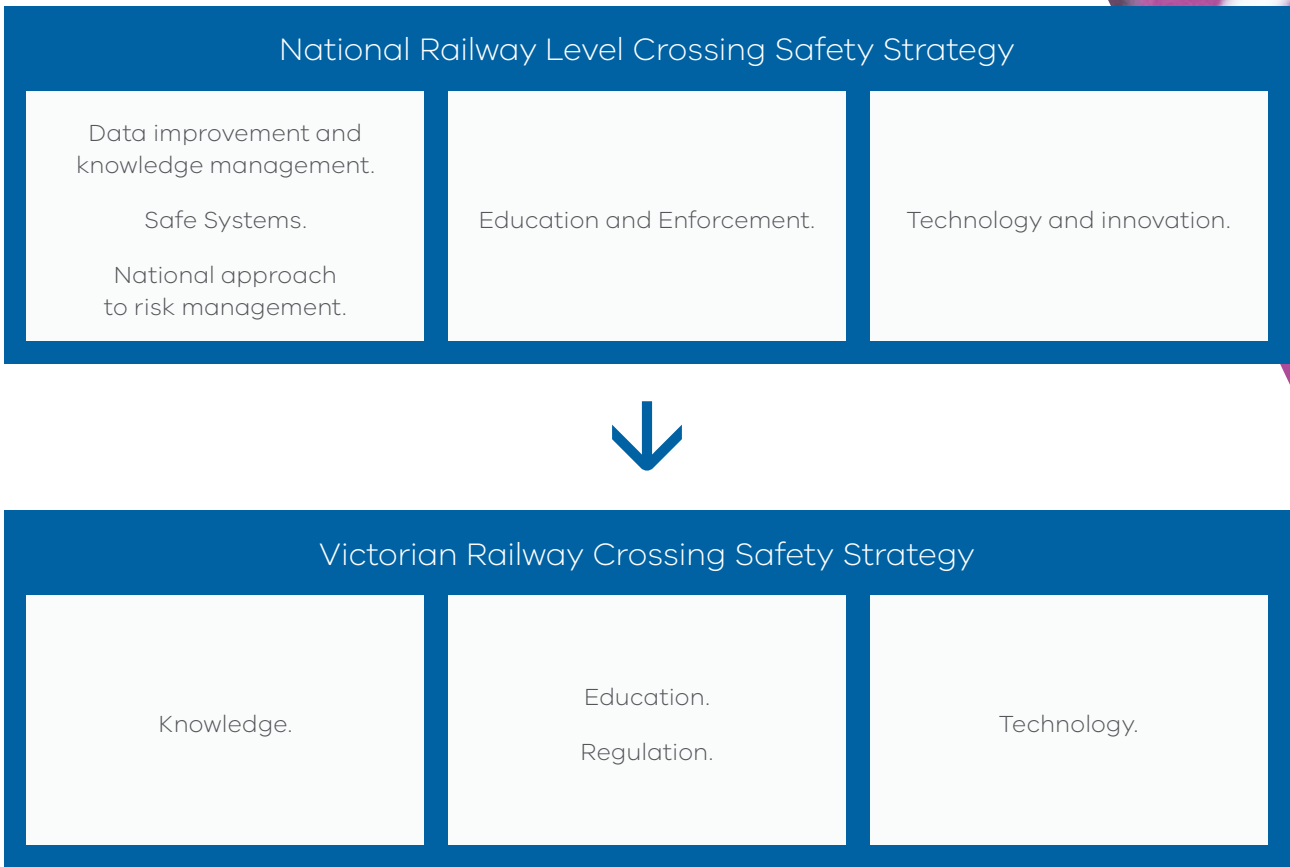 National Railway Level Crossing Safety Strategy
Data improvement and
knowledge management.
Safe Systems.
National approach
to risk management.
Education and Enforcement.
Technology and innovation.
Victorian Railway Crossing Safety Strategy
Knowledge.
Education.
Regulation.
Technology.